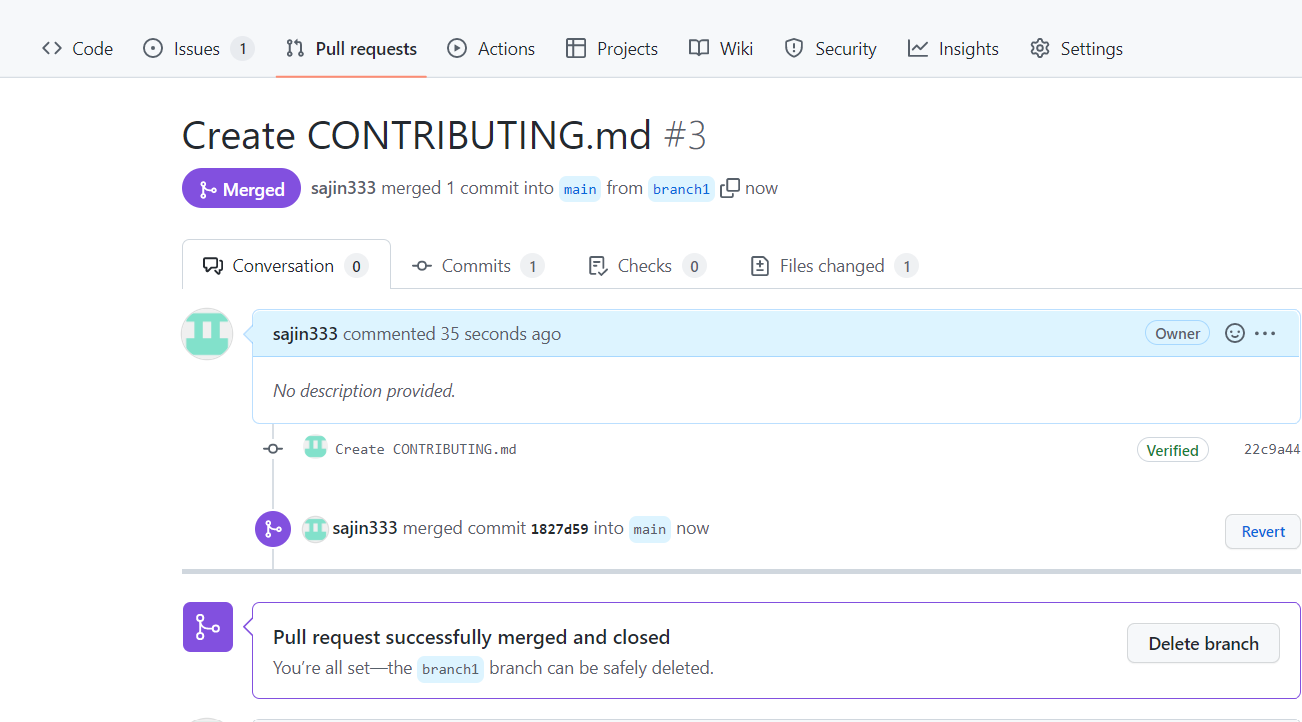 Code Issues 1 Pull requests Actions Projects Wiki Security Insights Settings
Create CONTRIBUTING.md #3
Merged sajin333 merged 1 commit into main from branch1 now
Conversation 0 Commits 1 Checks 0 Files changed 1
sajin333 commented 35 seconds ago Owner
No description provided.
Create CONTRIBUTING.md Verified 22c9a44
sajin333 merged commit 1827d59 into main now Revert
Pull request successfully merged and closed
You’re all set—the branch1 branch can be safely deleted.
Delete branch